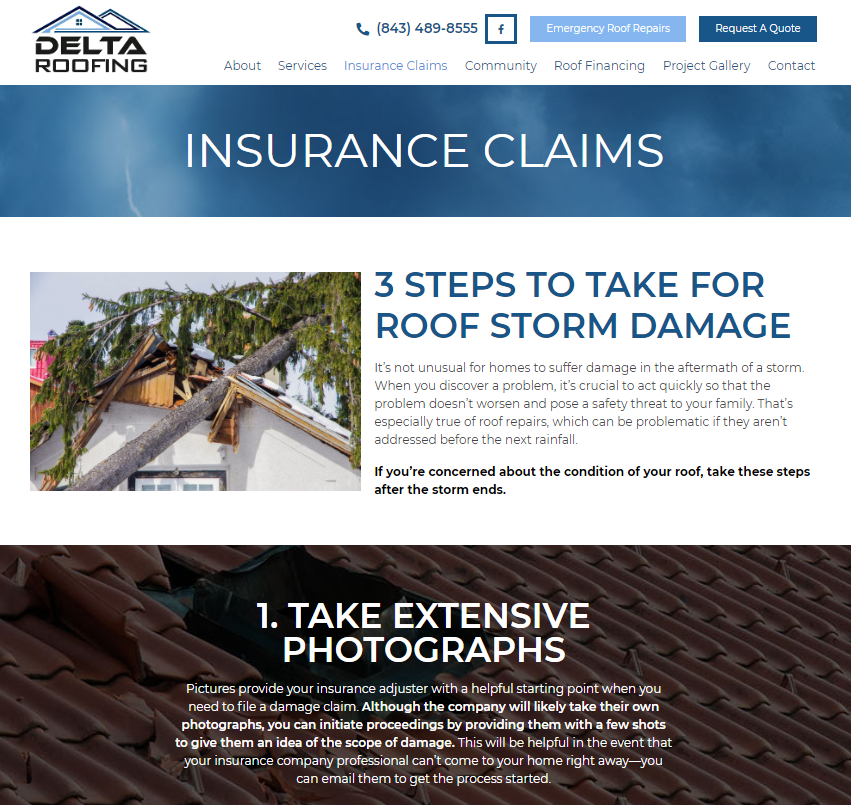 DELTA
ROOFING
(843) 489-8555
Emergency Roof Repairs
Request A Quote
About
Services
Insurance Claims
Community
Roof Financing
Project Gallery
Contact
INSURANCE CLAIMS
3 STEPS TO TAKE FOR
ROOF STORM DAMAGE
It's not unusual for homes to suffer damage in the aftermath of a storm.
When you discover a problem, it's crucial to act quickly so that the
problem doesn't worsen and pose a safety threat to your family. That's
especially true of roof repairs, which can be problematic if they aren't
addressed before the next rainfall.
If you're concerned about the condition of your roof, take these steps
after the storm ends.
1. TAKE EXTENSIVE
PHOTOGRAPHS
Pictures provide your insurance adjuster with a helpful starting point when you
need to file a damage claim. Although the company will likely take their own
photographs, you can initiate proceedings by providing them with a few shots
to give them an idea of the scope of damage. This will be helpful in the event that
your insurance company professional can't come to your home right away—you
can email them to get the process started.